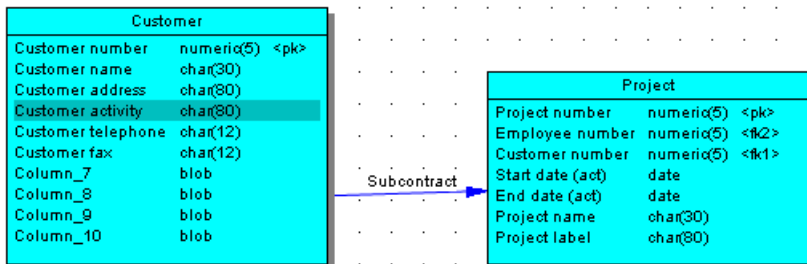 Customer
Customer number numeric(5) <pk>
Customer name char(30)
Customer address char(80)
Customer activity char(80)
Customer telephone char(12)
Customer fax char(12)
Column_7 blob
Column_8 blob
Column_9 blob
Column_10 blob
Subcontract
Project
Project number numeric(5) <pk>
Employee number numeric(5) <fk2>
Customer number numeric(5) <fk1>
Start date (act) date
End date (act) date
Project name char(30)
Project label char(80)